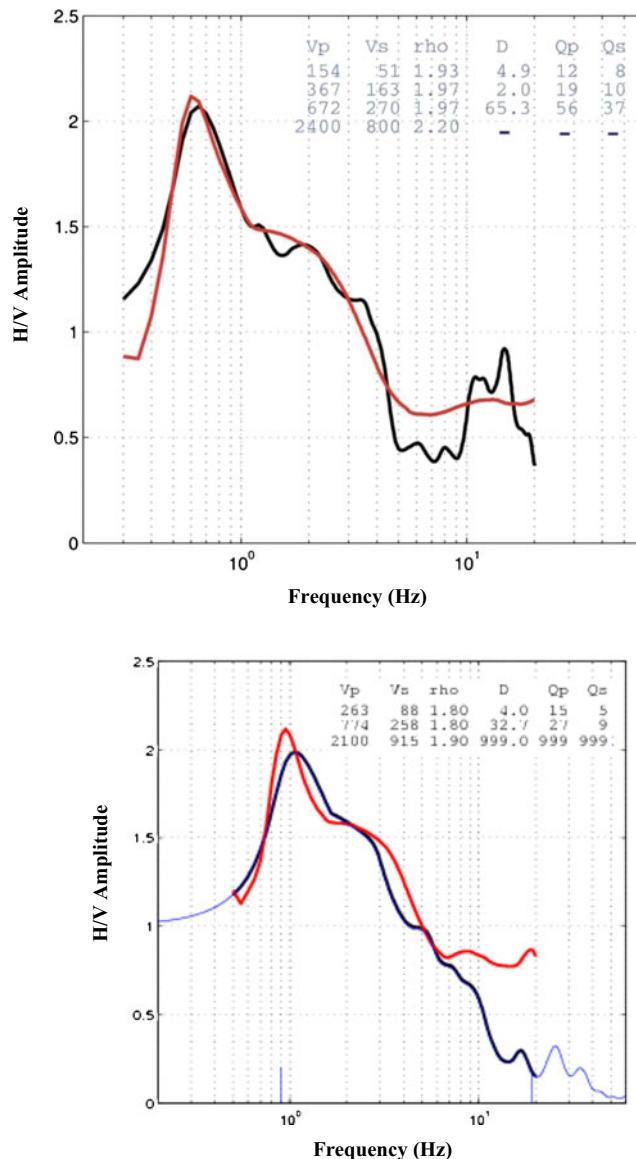 2.5
Vp Vs rho D Qp Qs
154 51 1.93 4.9 12 8
367 163 1.97 2.0 19 10
672 270 1.97 65.3 56 37
2400 800 2.20 - - -
2
1.5
H/V Amplitude
1
0.5
0
10⁰ 10¹
Frequency (Hz)
2.5
Vp Vs rho D Qp Qs
263 88 1.80 4.0 15 5
774 258 1.80 32.7 27 9
2100 915 1.90 999.0 999 999
2
1.5
H/V Amplitude
1
0.5
0
10⁰ 10¹
Frequency (Hz)